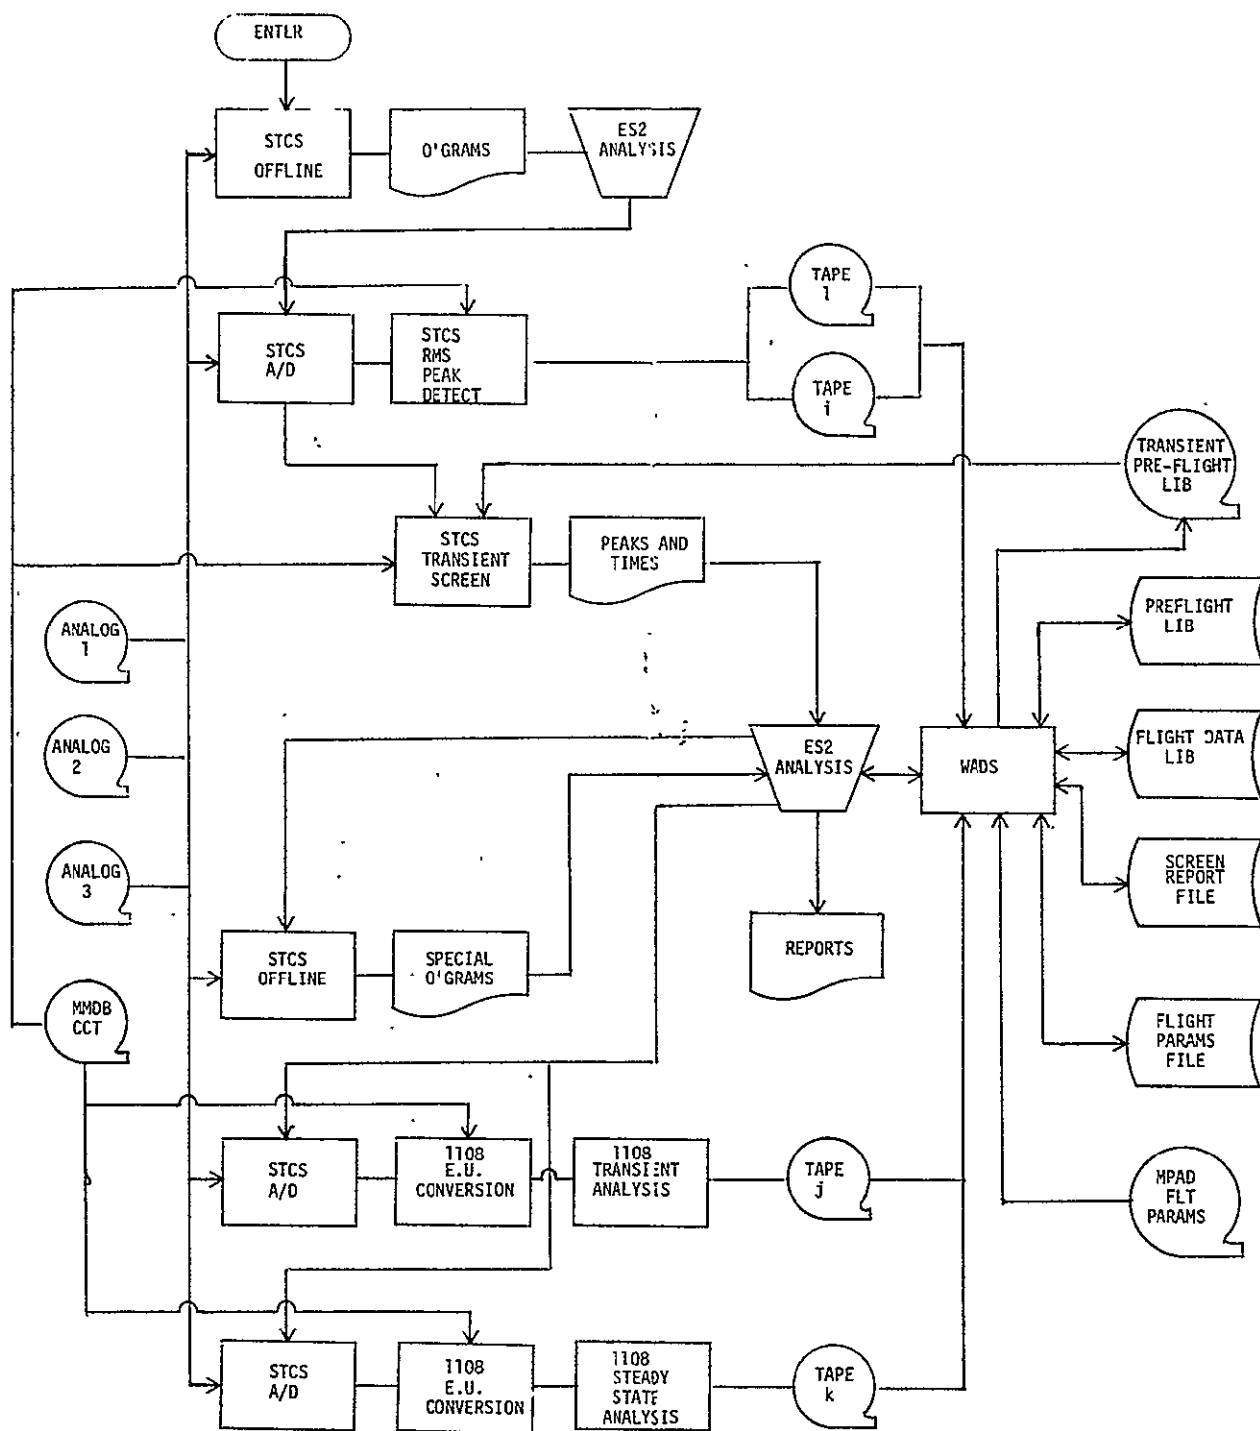 ENTER
STCS
OFFLINE
O'GRAMS
ES2
ANALYSIS
TAPE
1
STCS
A/D
STCS
RMS
PEAK
DETECT
TAPE
i
TRANSIENT
PRE-FLIGHT
LIB
STCS
TRANSIENT
SCREEN
PEAKS AND
TIMES
PREFLIGHT
LIB
ANALOG
1
ANALOG
2
ES2
ANALYSIS
WADS
FLIGHT DATA
LIB
ANALOG
3
SCREEN
REPORT
FILE
STCS
OFFLINE
SPECIAL
O'GRAMS
REPORTS
MMDB
CCT
FLIGHT
PARAMS
FILE
STCS
A/D
1108
E.U.
CONVERSION
1108
TRANSIENT
ANALYSIS
TAPE
j
MPAD
FLT
PARAMS
STCS
A/D
1108
E.U.
CONVERSION
1108
STEADY
STATE
ANALYSIS
TAPE
k